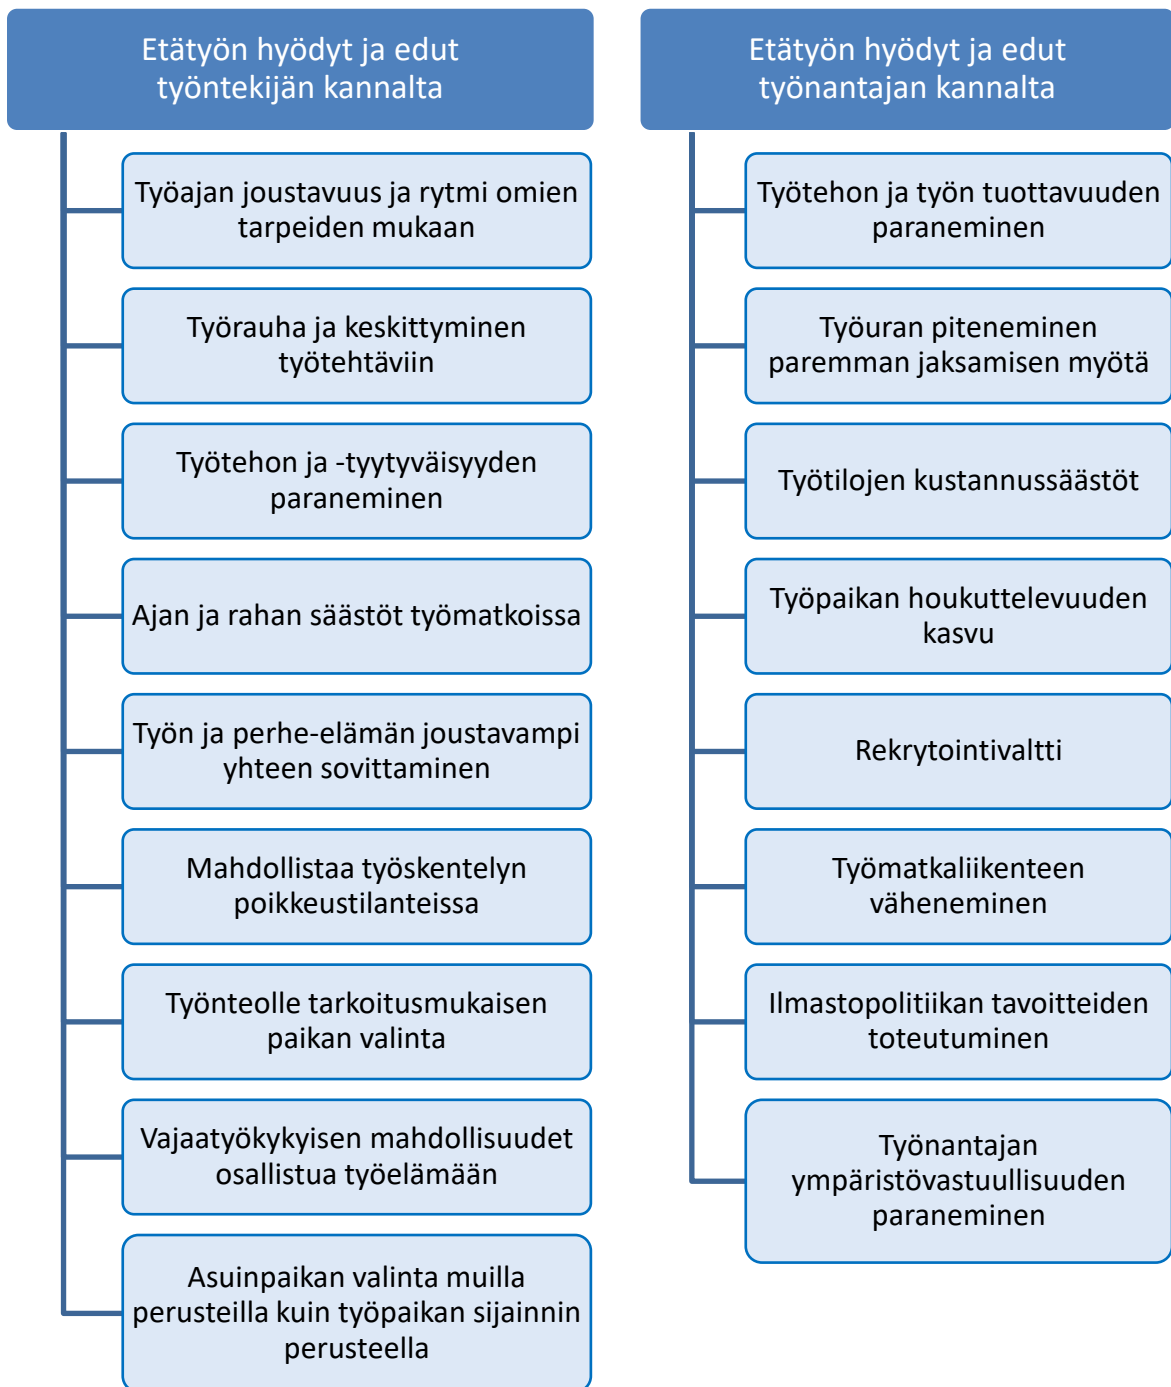 Etätyön hyödyt ja edut
työntekijän kannalta
Työajan joustavuus ja rytmi omien
tarpeiden mukaan
Työrauha ja keskittyminen
työtehtäviin
Työtehon ja -tyytyväisyyden
paraneminen
Ajan ja rahan säästöt työmatkoissa
Työn ja perhe-elämän joustavampi
yhteen sovittaminen
Mahdollistaa työskentelyn
poikkeustilanteissa
Työnteolle tarkoitusmukaisen
paikan valinta
Vajaatyökykyisen mahdollisuudet
osallistua työelämään
Asuinpaikan valinta muilla
perusteilla kuin työpaikan sijainnin
perusteella
Etätyön hyödyt ja edut
työnantajan kannalta
Työtehon ja työn tuottavuuden
paraneminen
Työuran piteneminen
paremman jaksamisen myötä
Työtilojen kustannussäästöt
Työpaikan houkuttelevuuden
kasvu
Rekrytointivaltti
Työmatkaliikenteen
väheneminen
Ilmastopolitiikan tavoitteiden
toteutuminen
Työnantajan
ympäristövastuullisuuden
paraneminen